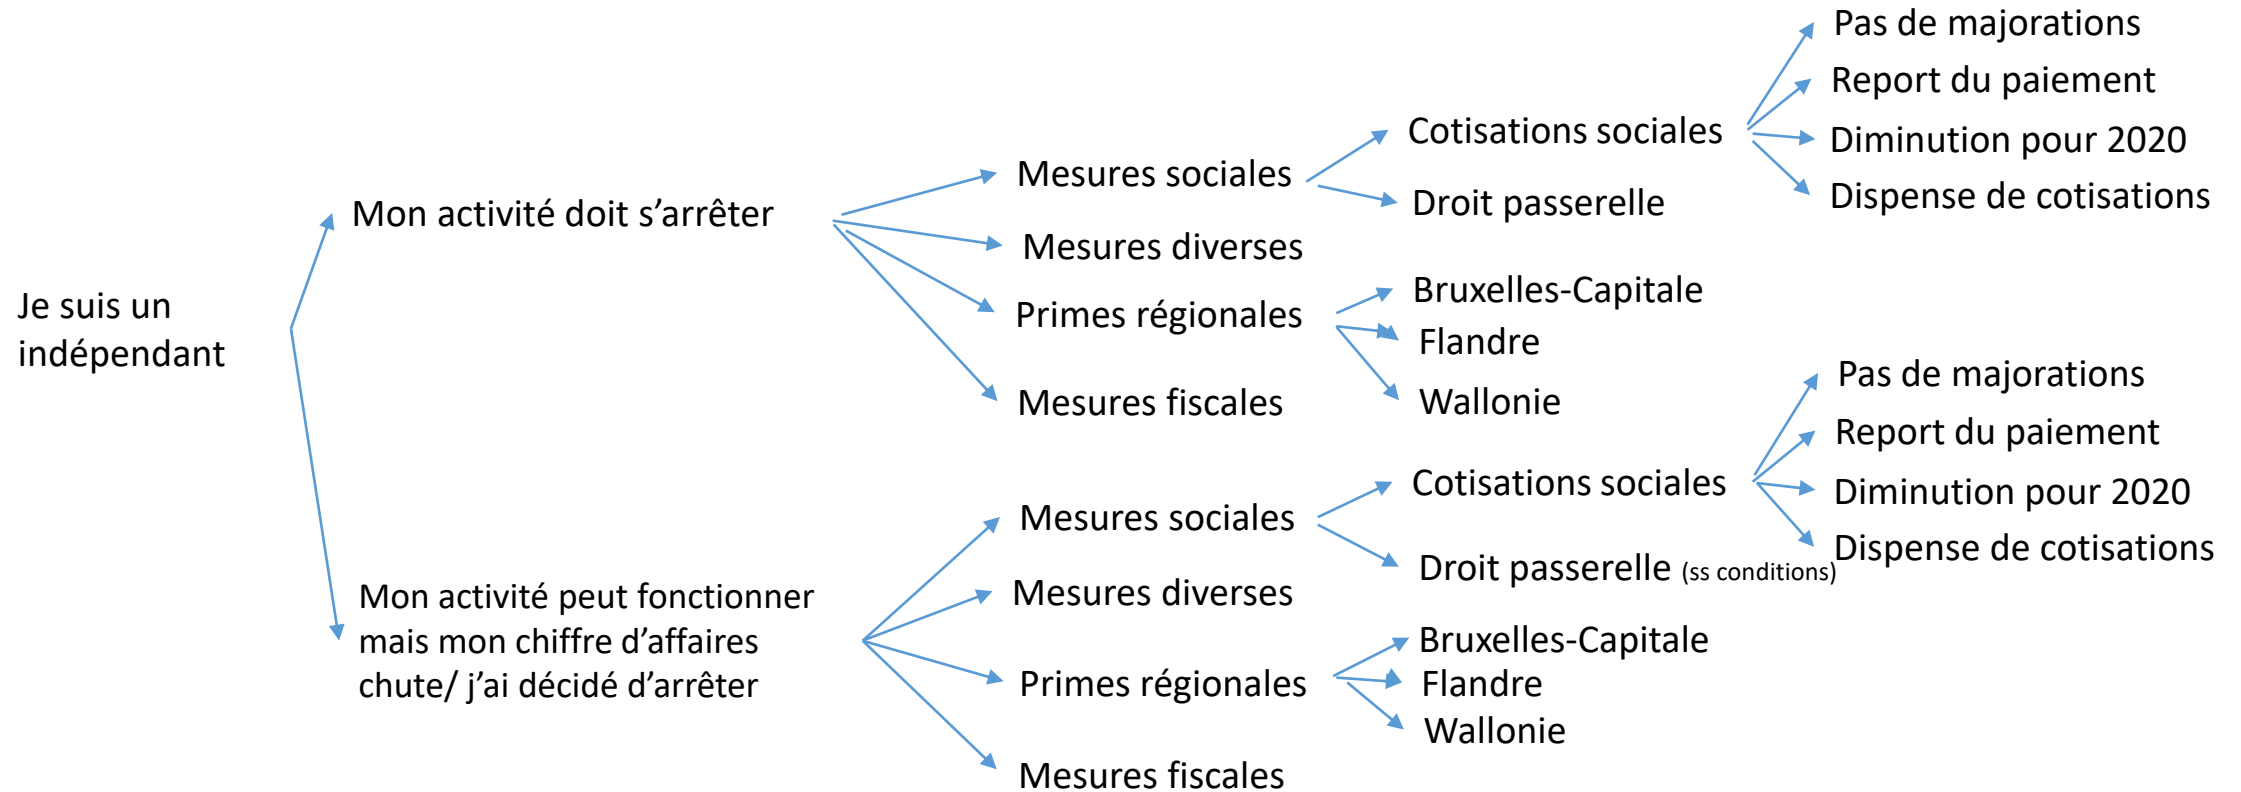 Je suis un
indépendant
Mon activité doit s’arrêter
Mesures sociales
Cotisations sociales
Pas de majorations
Report du paiement
Diminution pour 2020
Dispense de cotisations
Droit passerelle
Mesures diverses
Primes régionales
Bruxelles-Capitale
Flandre
Wallonie
Mesures fiscales
Mon activité peut fonctionner
mais mon chiffre d’affaires
chute/ j’ai décidé d’arrêter
Mesures sociales
Cotisations sociales
Pas de majorations
Report du paiement
Diminution pour 2020
Dispense de cotisations
Droit passerelle (ss conditions)
Mesures diverses
Primes régionales
Bruxelles-Capitale
Flandre
Wallonie
Mesures fiscales